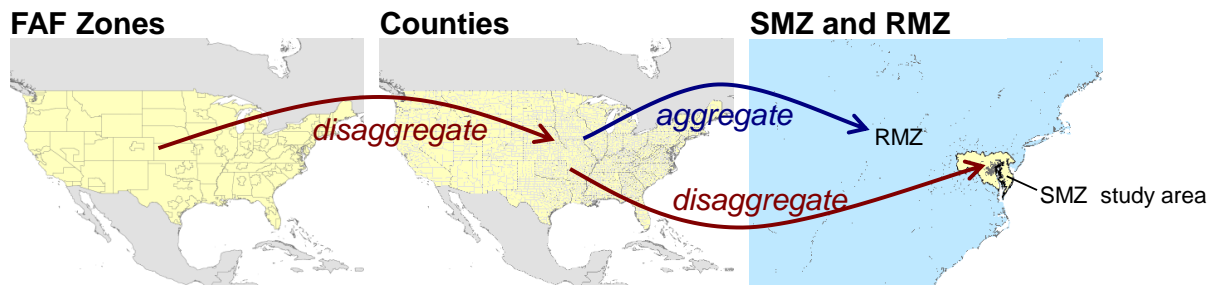 FAF Zones
Counties
SMZ and RMZ
disaggregate
aggregate
RMZ
disaggregate
SMZ study area